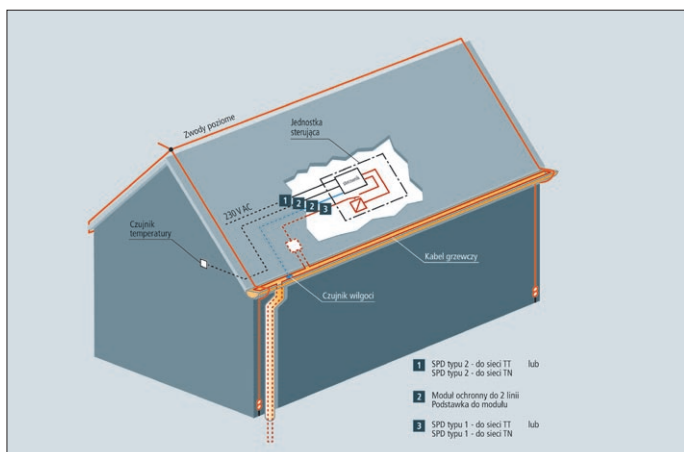 Zwody poziome
Jednostka
sterująca
Sterownik
230 V AC
1 2 2 3
Czujnik
temperatury
Kabel grzewczy
Czujnik wilgoci
1 SPD typu 2 - do sieci TT lub
SPD typu 2 - do sieci TN
2 Moduł ochronny do 2 linii
Podstawka do modułu
3 SPD typu 1 - do sieci TT lub
SPD typu 1 - do sieci TN